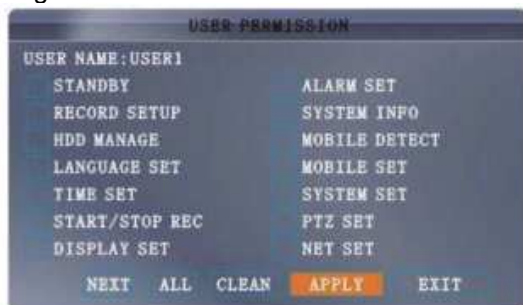 USER PERMISSION
USER NAME:USER1
STANDBY
ALARM SET
RECORD SETUP
SYSTEM INFO
HDD MANAGE
MOBILE DETECT
LANGUAGE SET
MOBILE SET
TIME SET
SYSTEM SET
START/STOP REC
PTZ SET
DISPLAY SET
NET SET
NEXT ALL CLEAN APPLY EXIT